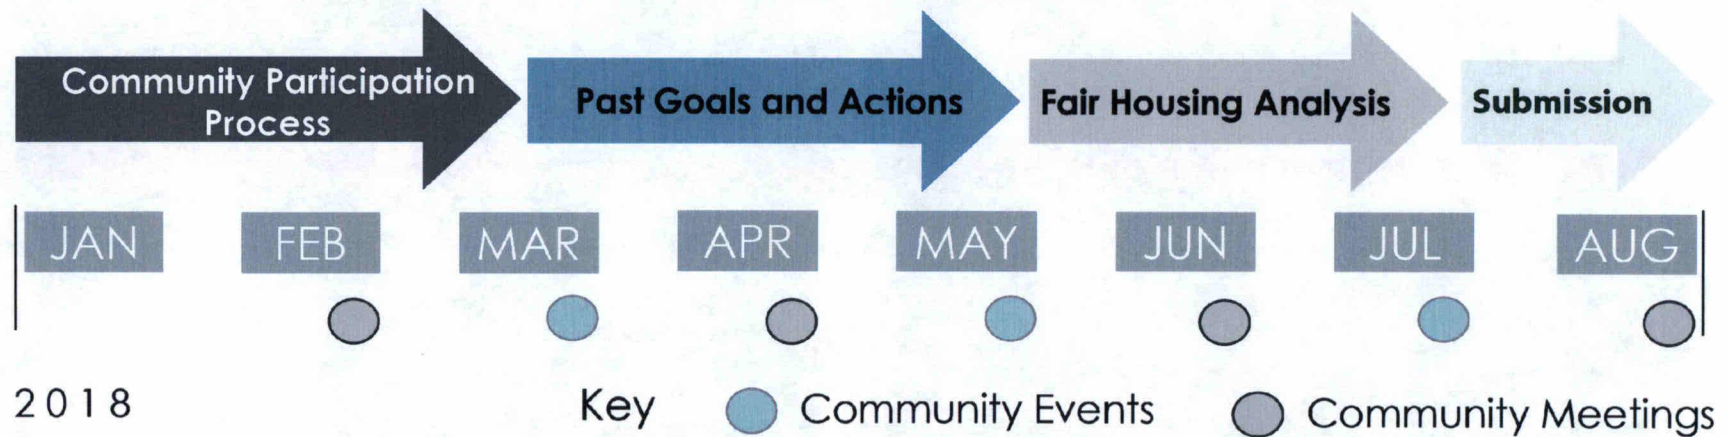 Community Participation
Process
Past Goals and Actions
Fair Housing Analysis
Submission
JAN
FEB
MAR
APR
MAY
JUN
JUL
AUG
2018
Key
Community Events
Community Meetings